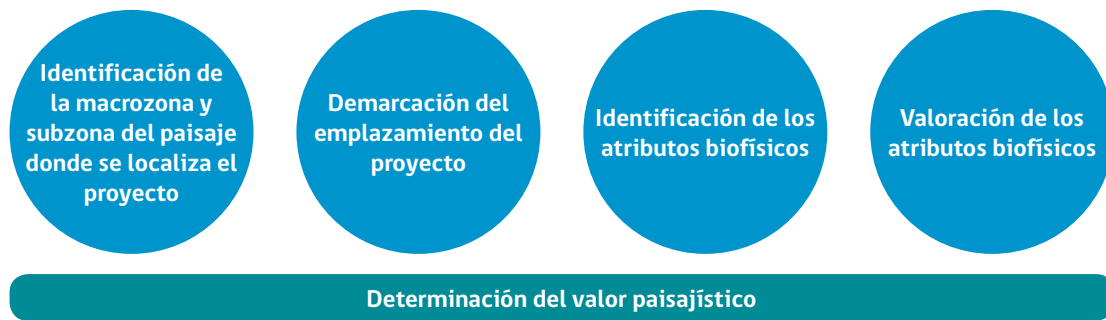 Identificación de
la macrozona y
subzona del paisaje
donde se localiza el
proyecto
Demarcación del
emplazamiento del
proyecto
Identificación de los
atributos biofísicos
Valoración de los
atributos biofísicos
Determinación del valor paisajístico